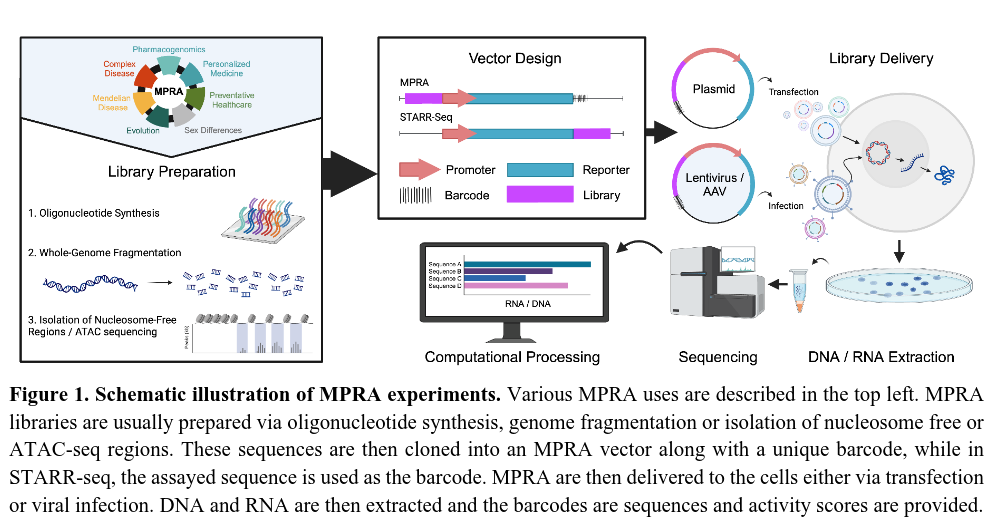 Pharmacogenomics
Complex
Disease
Personalized
Medicine
MPRA
Mendelian
Disease
Preventative
Healthcare
Evolution
Sex Differences
Library Preparation
1. Oligonucleotide Synthesis
2. Whole-Genome Fragmentation
3. Isolation of Nucleosome-Free
Regions / ATAC sequencing
Vector Design
MPRA
STARR-Seq
Promoter
Reporter
Barcode
Library
Plasmid
Lentivirus /
AAV
Library Delivery
Transfection
Infection
Sequence A
Sequence B
Sequence C
Sequence D
RNA / DNA
Computational Processing
Sequencing
DNA / RNA Extraction
Figure 1. Schematic illustration of MPRA experiments. Various MPRA uses are described in the top left. MPRA
libraries are usually prepared via oligonucleotide synthesis, genome fragmentation or isolation of nucleosome free or
ATAC-seq regions. These sequences are then cloned into an MPRA vector along with a unique barcode, while in
STARR-seq, the assayed sequence is used as the barcode. MPRA are then delivered to the cells either via transfection
or viral infection. DNA and RNA are then extracted and the barcodes are sequences and activity scores are provided.